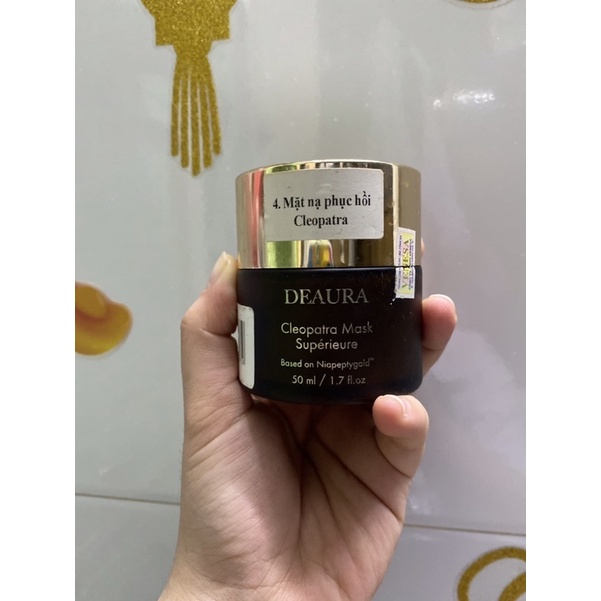 4. Mặt nạ phục hồi
Cleopatra
DEAURA
Cleopatra Mask
Supérieure
Based on Niapeptygold™
50 ml / 1.7 fl.oz